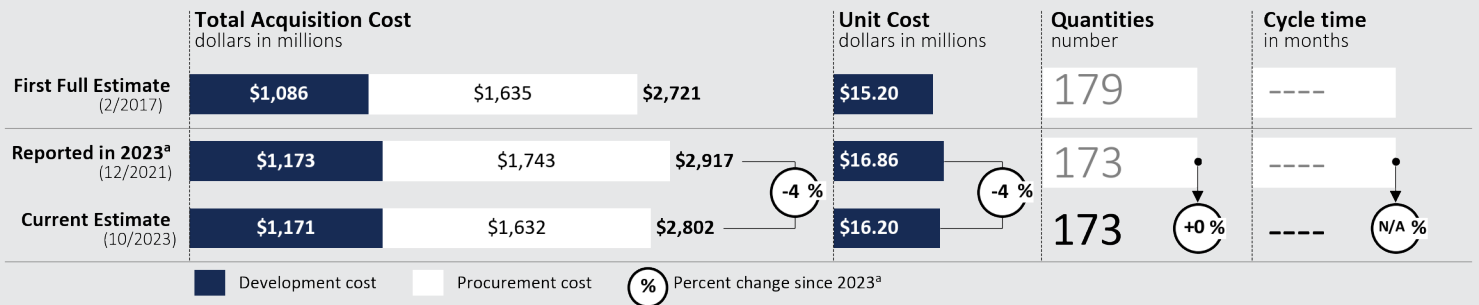 Total Acquisition Cost
dollars in millions
Unit Cost
dollars in millions
Quantities
number
Cycle time
in months
First Full Estimate
(2/2017)
$1,086
$1,635
$2,721
$15.20
179
----
Reported in 2023ª
(12/2021)
$1,173
$1,743
$2,917
$16.86
173
----
-4 %
-4 %
Current Estimate
(10/2023)
$1,171
$1,632
$2,802
$16.20
173
+0 %
----
N/A %
Development cost
Procurement cost
%
Percent change since 2023ª